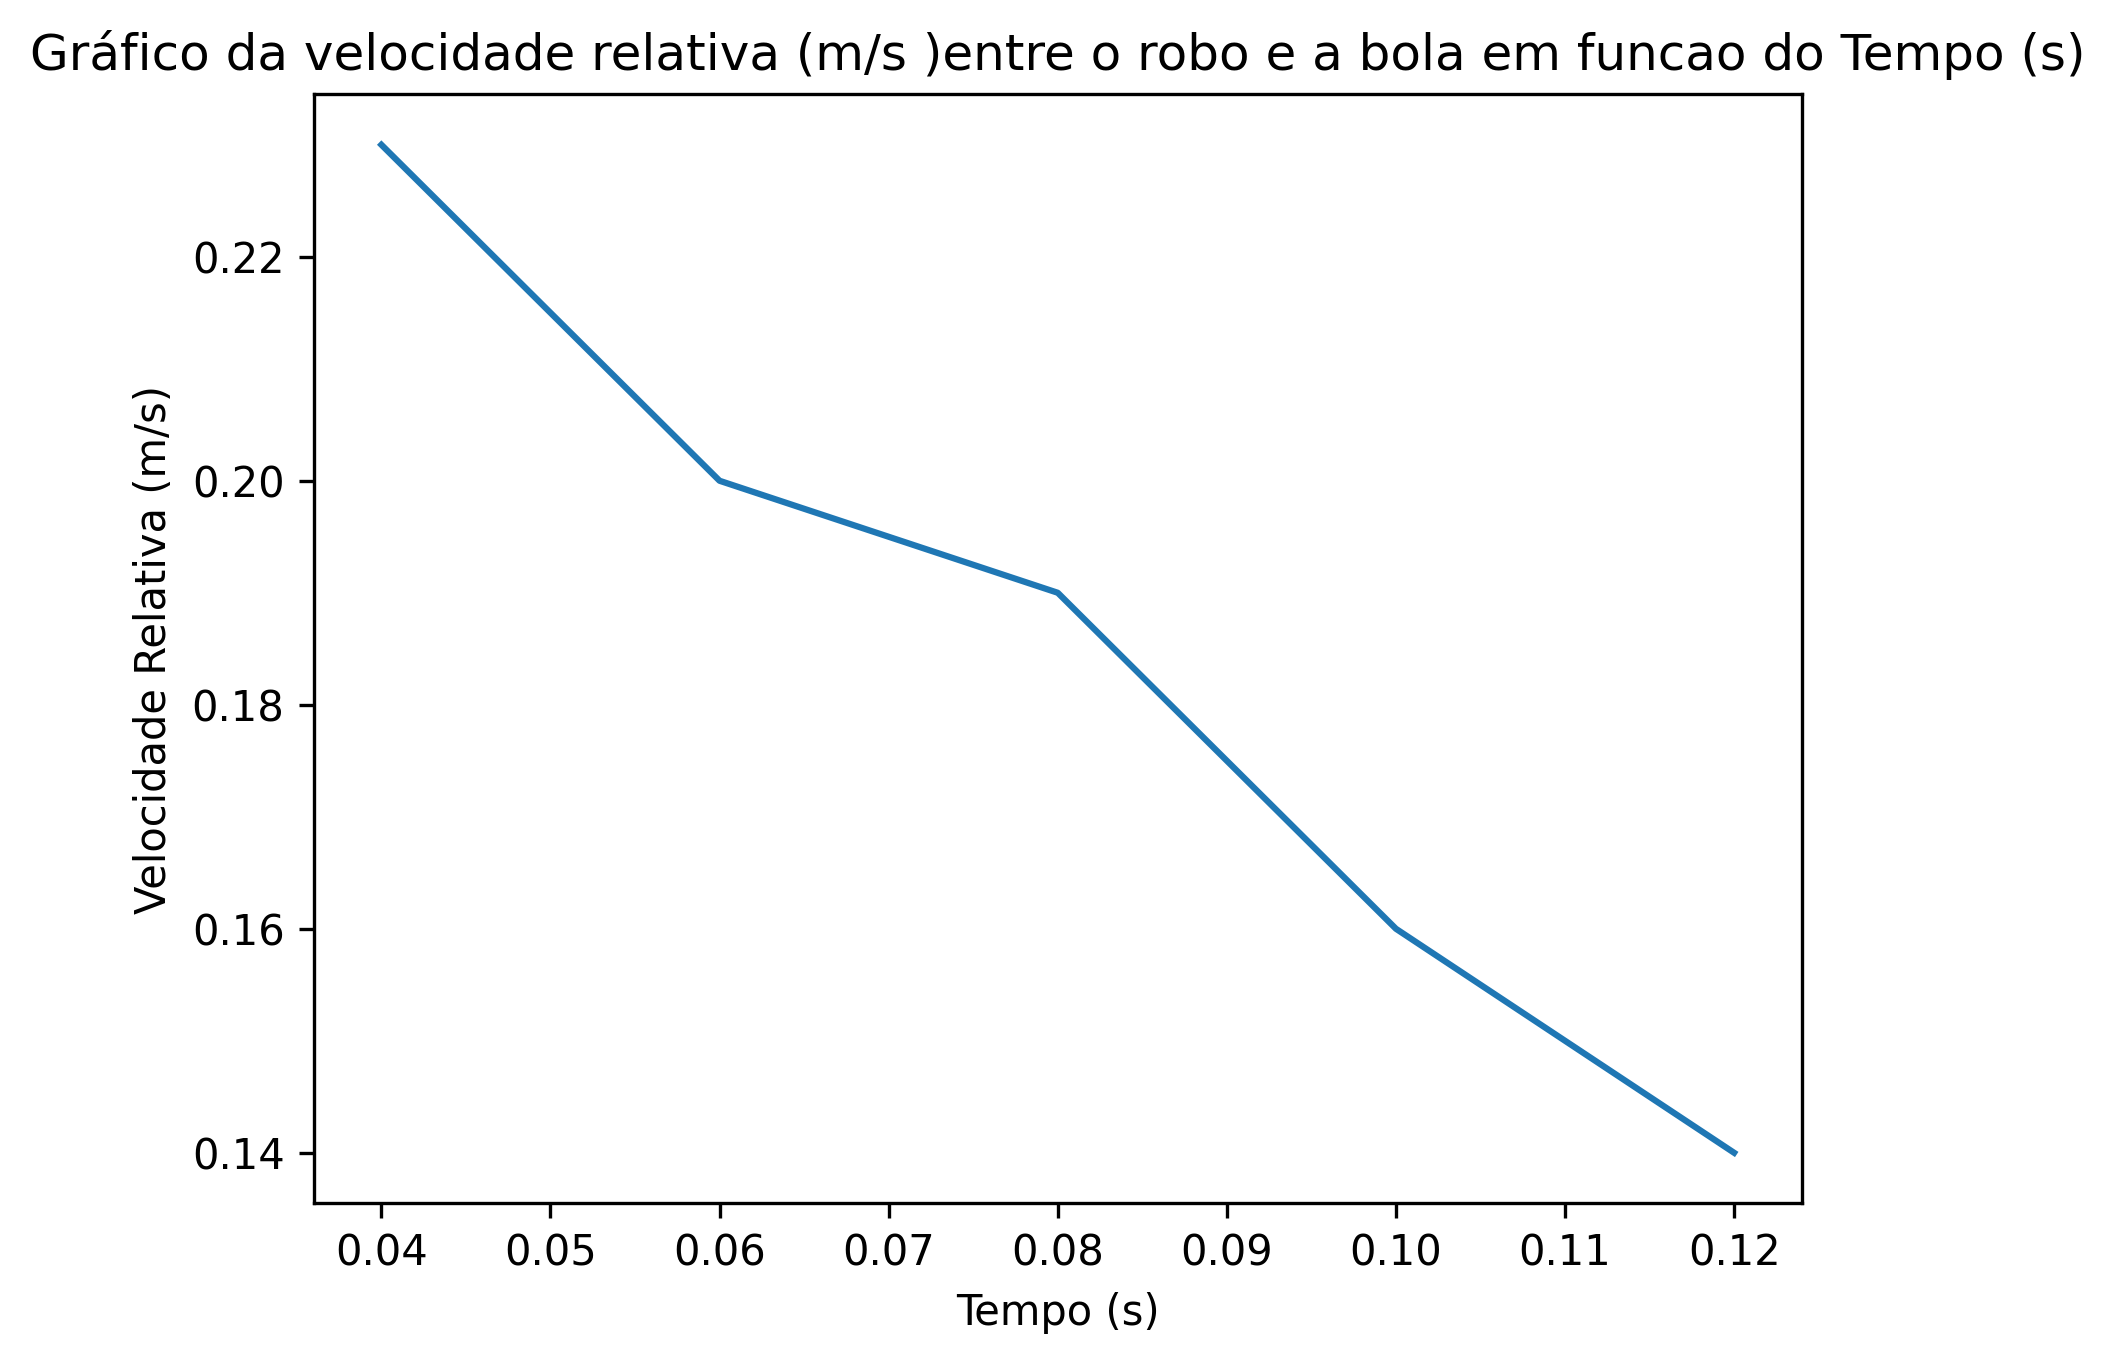 Gráfico da velocidade relativa (m/s )entre o robo e a bola em funcao do Tempo (s)
Velocidade Relativa (m/s)
0.22
0.20
0.18
0.16
0.14
0.04 0.05 0.06 0.07 0.08 0.09 0.10 0.11 0.12
Tempo (s)